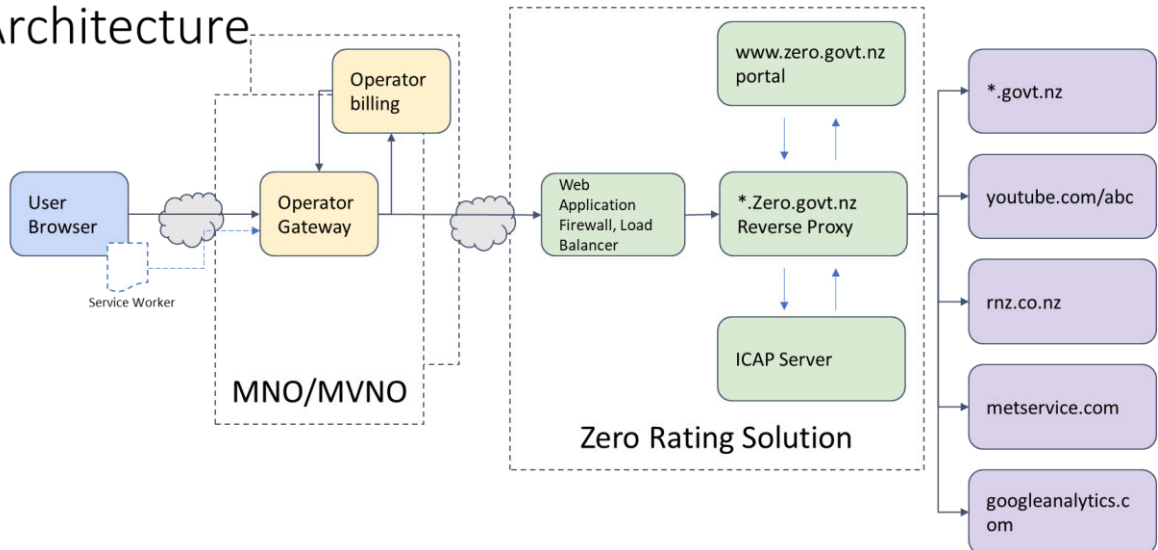 Architecture
Operator
billing
User
Browser
Service Worker
Operator
Gateway
MNO/MVNO
Web
Application
Firewall, Load
Balancer
www.zero.govt.nz
portal
*.Zero.govt.nz
Reverse Proxy
ICAP Server
Zero Rating Solution
*.govt.nz
youtube.com/abc
rnz.co.nz
metservice.com
googleanalytics.c
om